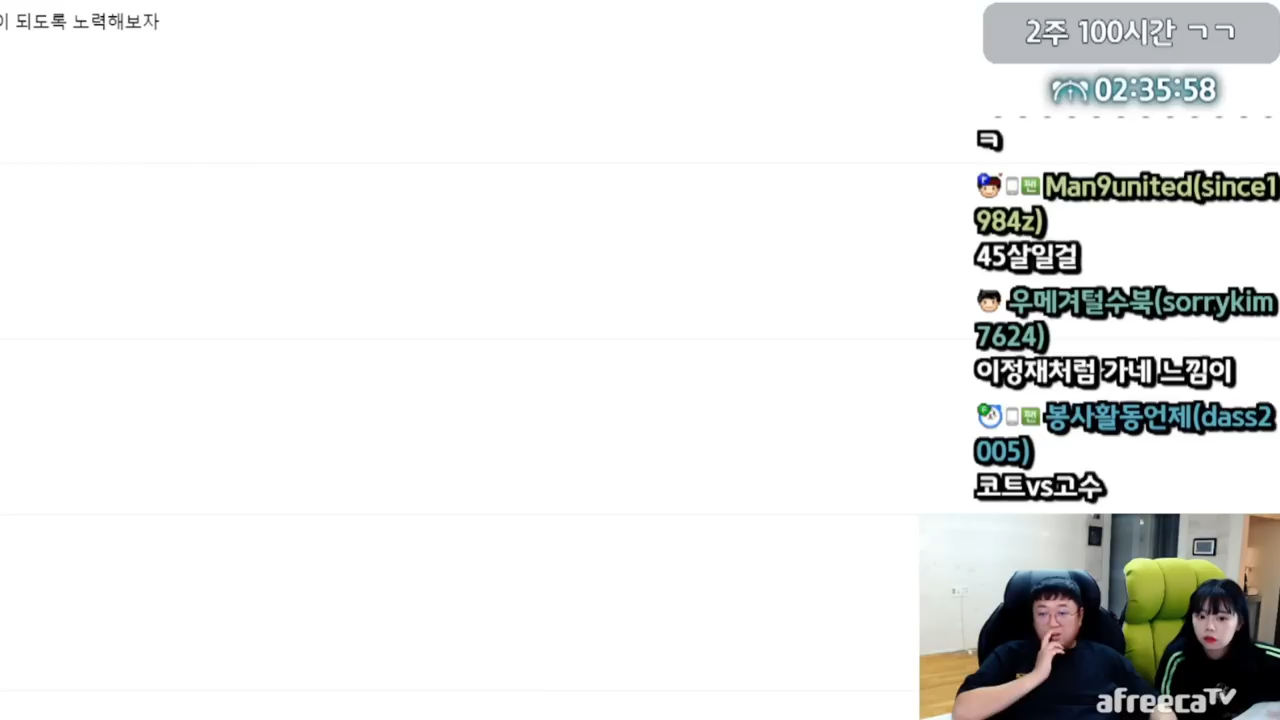 이 되도록 노력해보자
2주 100시간 ㄱㄱ
02:35:58
ㅋ
팬 Man9united(since1
984z)
45살일걸
우메겨털수북(sorrykim
7624)
이정재처럼 가네 느낌이
팬 봉사활동언제(dass2
005)
코트vs고수
afreecaTV